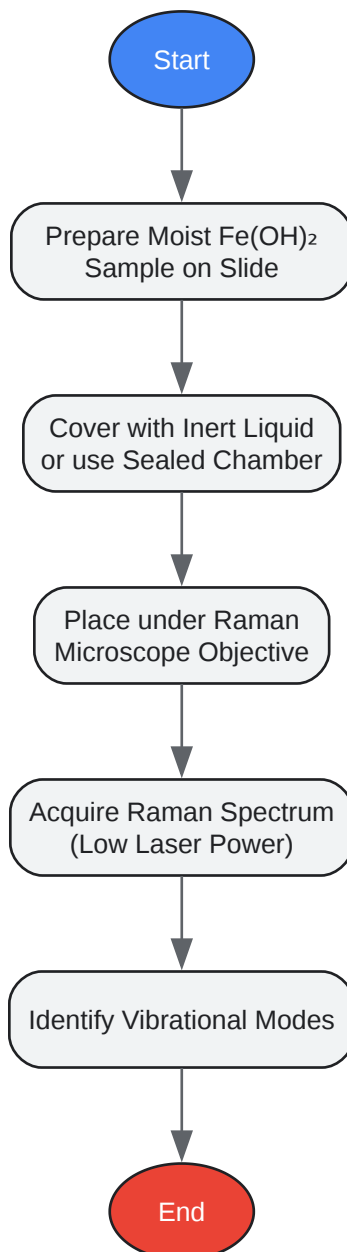 Start
Prepare Moist Fe(OH)₂
Sample on Slide
Cover with Inert Liquid
or use Sealed Chamber
Place under Raman
Microscope Objective
Acquire Raman Spectrum
(Low Laser Power)
Identify Vibrational Modes
End